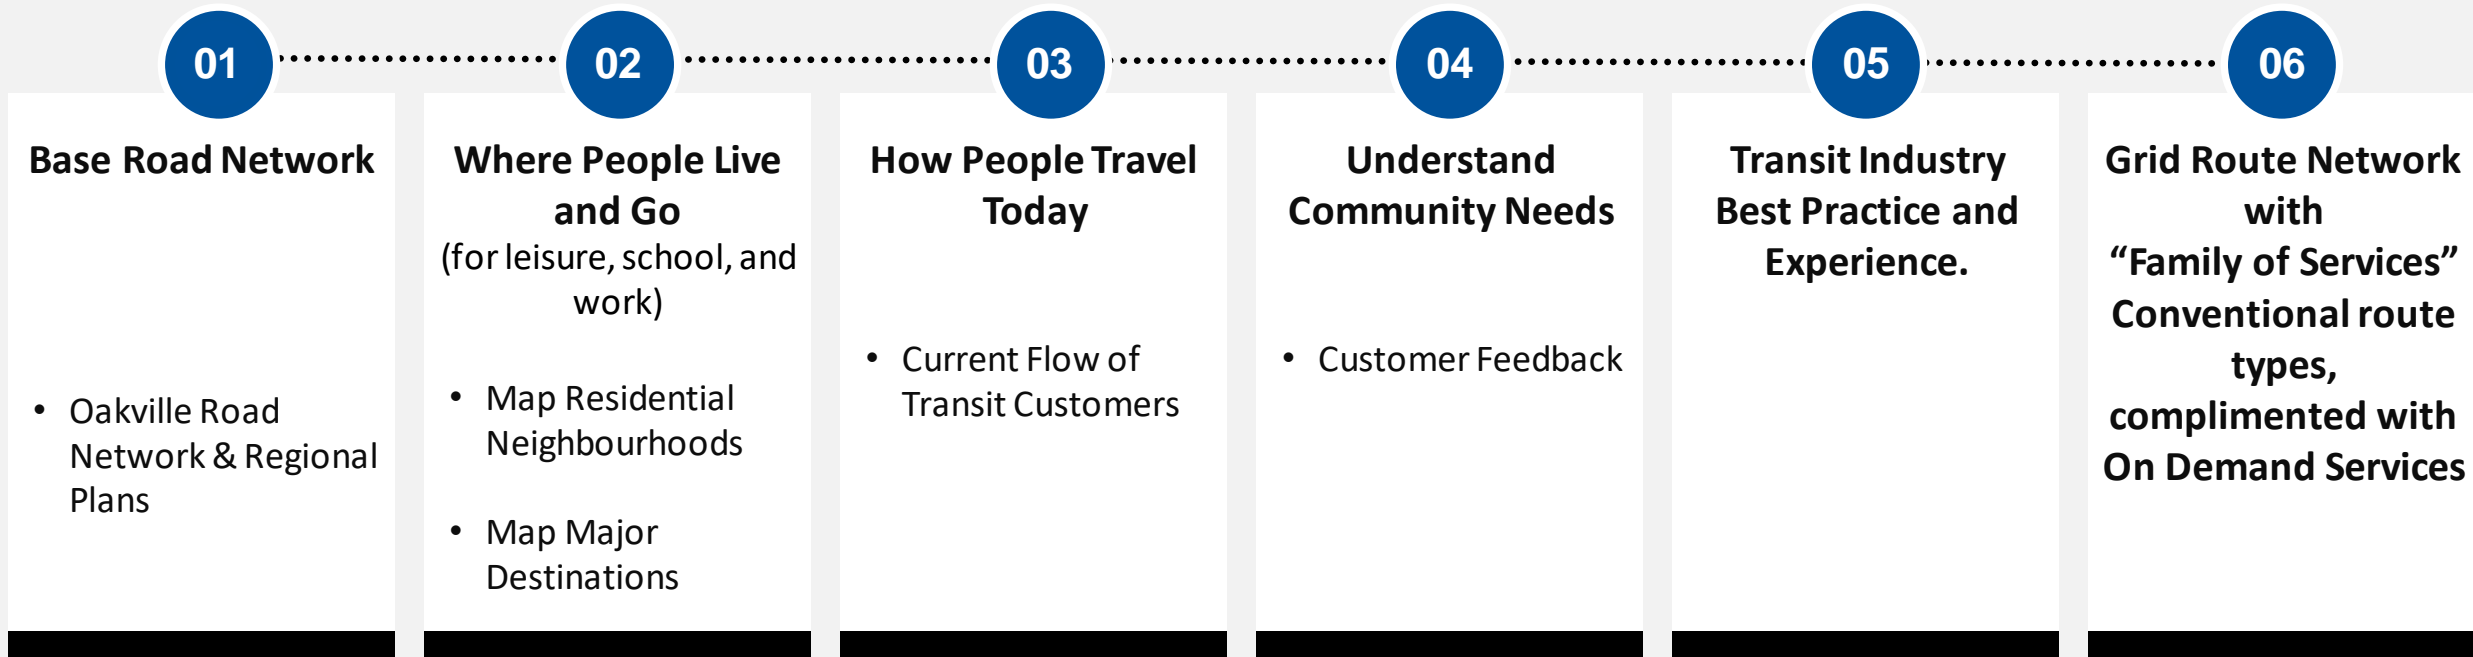 01
Base Road Network
• Oakville Road
Network & Regional
Plans
02
Where People Live
and Go
(for leisure, school, and
work)
• Map Residential
Neighbourhoods
• Map Major
Destinations
03
How People Travel
Today
• Current Flow of
Transit Customers
04
Understand
Community Needs
• Customer Feedback
05
Transit Industry
Best Practice and
Experience.
06
Grid Route Network
with
“Family of Services”
Conventional route
types,
complimented with
On Demand Services